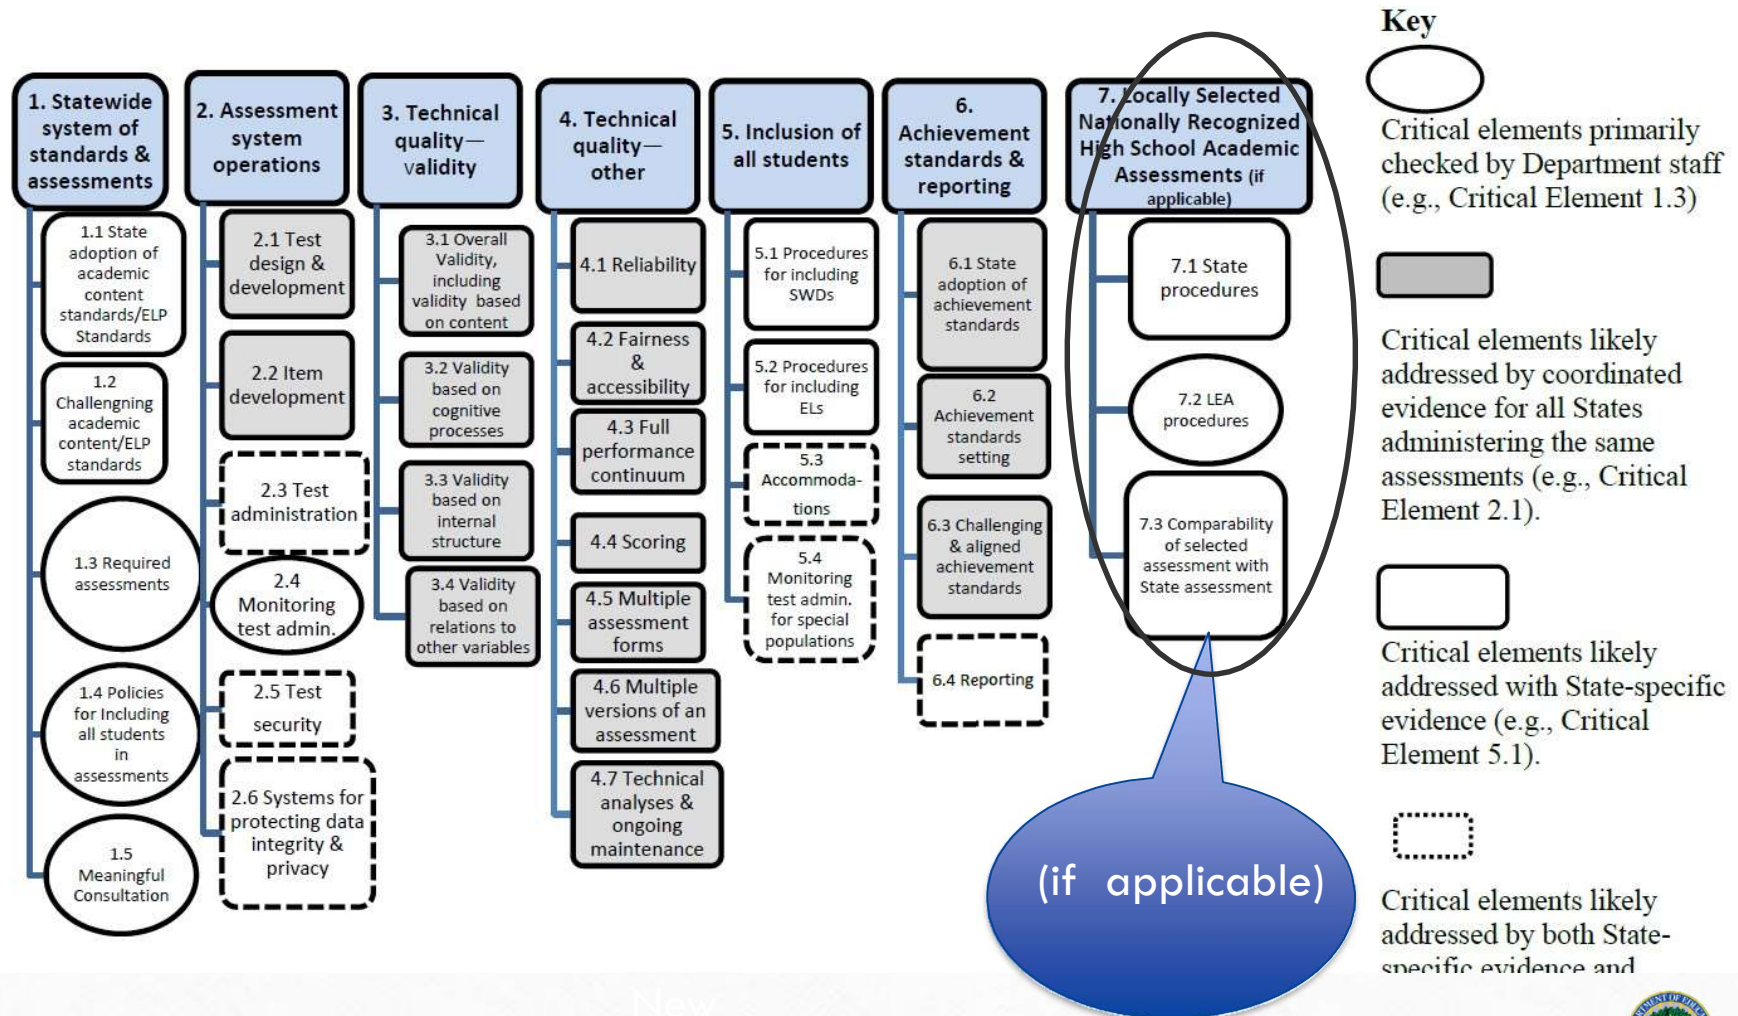 1. Statewide
system of
standards &
assessments
1.1 State
adoption of
academic
content
standards/ELP
Standards
1.2
Challengning
academic
content/ELP
standards
1.3 Required
assessments
1.4 Policies
for Including
all students
in
assessments
1.5
Meaningful
Consultation
2. Assessment
system
operations
2.1 Test
design &
development
2.2 Item
development
2.3 Test
administration
2.4
Monitoring
test admin.
2.5 Test
security
2.6 Systems for
protecting data
integrity &
privacy
3. Technical
quality—
validity
3.1 Overall
Validity,
including
validity based
on content
3.2 Validity
based on
cognitive
processes
3.3 Validity
based on
internal
structure
3.4 Validity
based on
relations to
other variables
4. Technical
quality—
other
4.1 Reliability
4.2 Fairness
&
accessibility
4.3 Full
performance
continuum
4.4 Scoring
4.5 Multiple
assessment
forms
4.6 Multiple
versions of an
assessment
4.7 Technical
analyses &
ongoing
maintenance
5. Inclusion of
all students
5.1 Procedures
for including
SWDs
5.2 Procedures
for including
ELs
5.3
Accommoda-
tions
5.4
Monitoring
test admin.
for special
populations
6.
Achievement
standards &
reporting
6.1 State
adoption of
achievement
standards
6.2
Achievement
standards
setting
6.3 Challenging
& aligned
achievement
standards
6.4 Reporting
7. Locally Selected
Nationally Recognized
High School Academic
Assessments (if
applicable)
7.1 State
procedures
7.2 LEA
procedures
7.3 Comparability
of selected
assessment with
State assessment
(if applicable)
Key
Critical elements primarily
checked by Department staff
(e.g., Critical Element 1.3)
Critical elements likely
addressed by coordinated
evidence for all States
administering the same
assessments (e.g., Critical
Element 2.1).
Critical elements likely
addressed with State-specific
evidence (e.g., Critical
Element 5.1).
Critical elements likely
addressed by both State-
specific evidence and
New